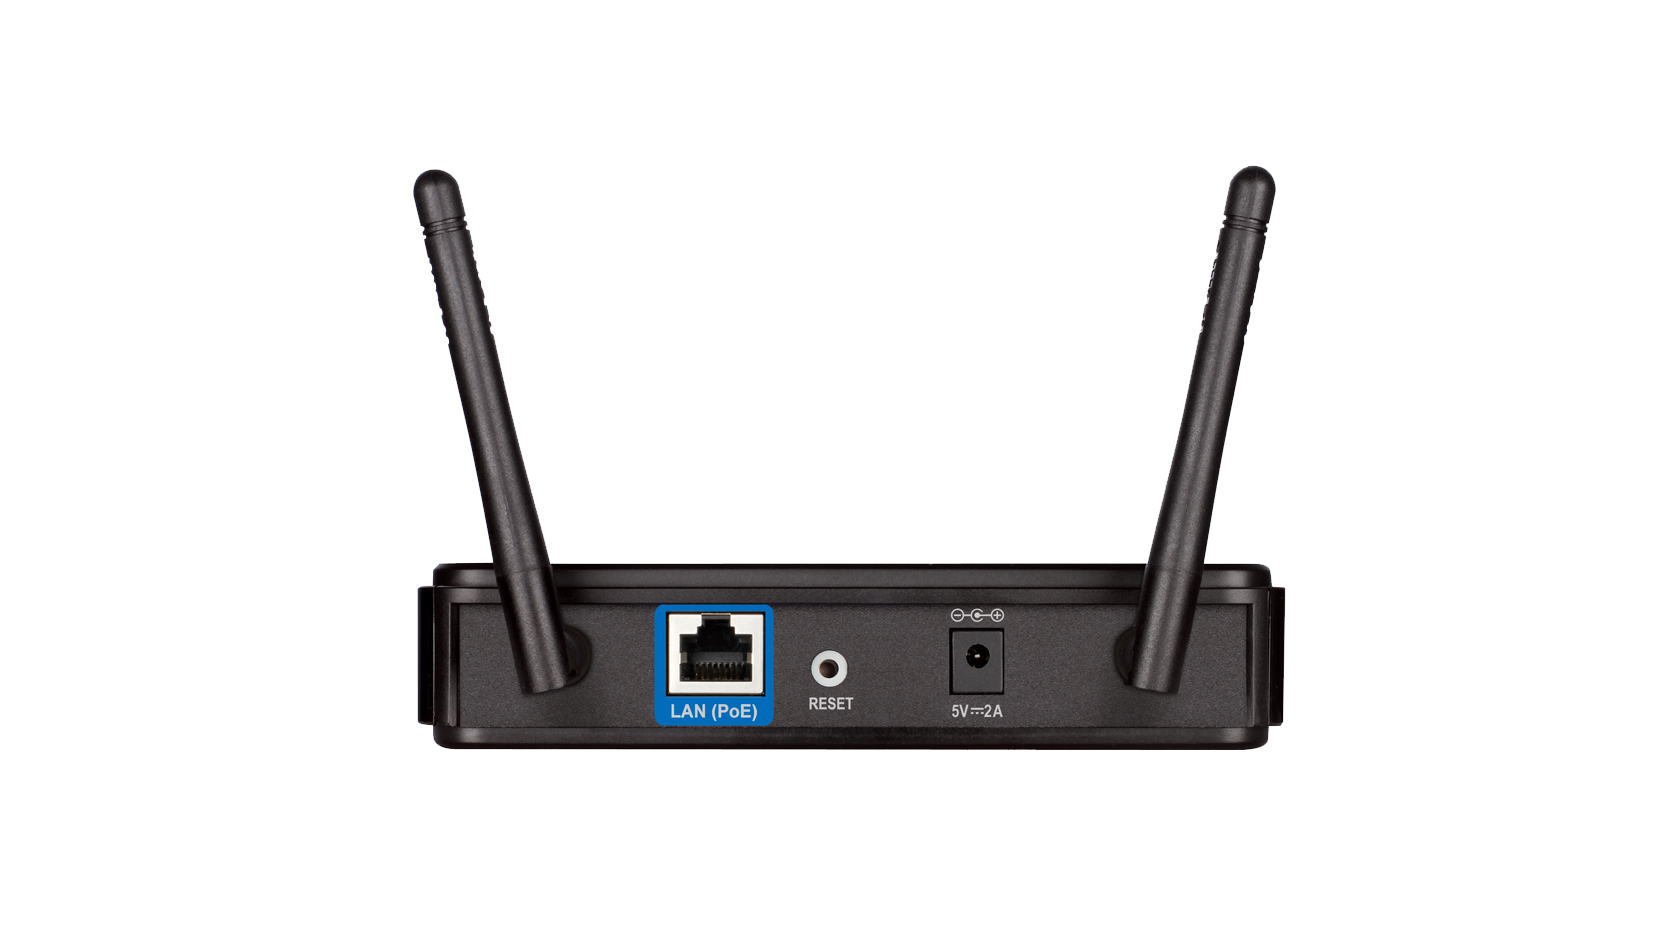 LAN (PoE)
RESET
5V⎓2A